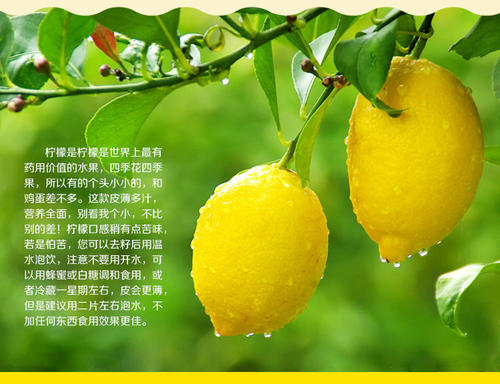 柠檬是柠檬是世界上最有
药用价值的水果，四季花四季
果，所以有的个头小小的，和
鸡蛋差不多。这款皮薄多汁，
营养全面，别看我个小，不比
别的差！柠檬口感稍有点苦味，
若是怕苦，您可以去籽后用温
水泡饮，注意不要用开水，可
以用蜂蜜或白糖调和食用，或
者冷藏一星期左右，皮会更薄，
但是建议用二片左右泡水，不
加任何东西食用效果更佳。